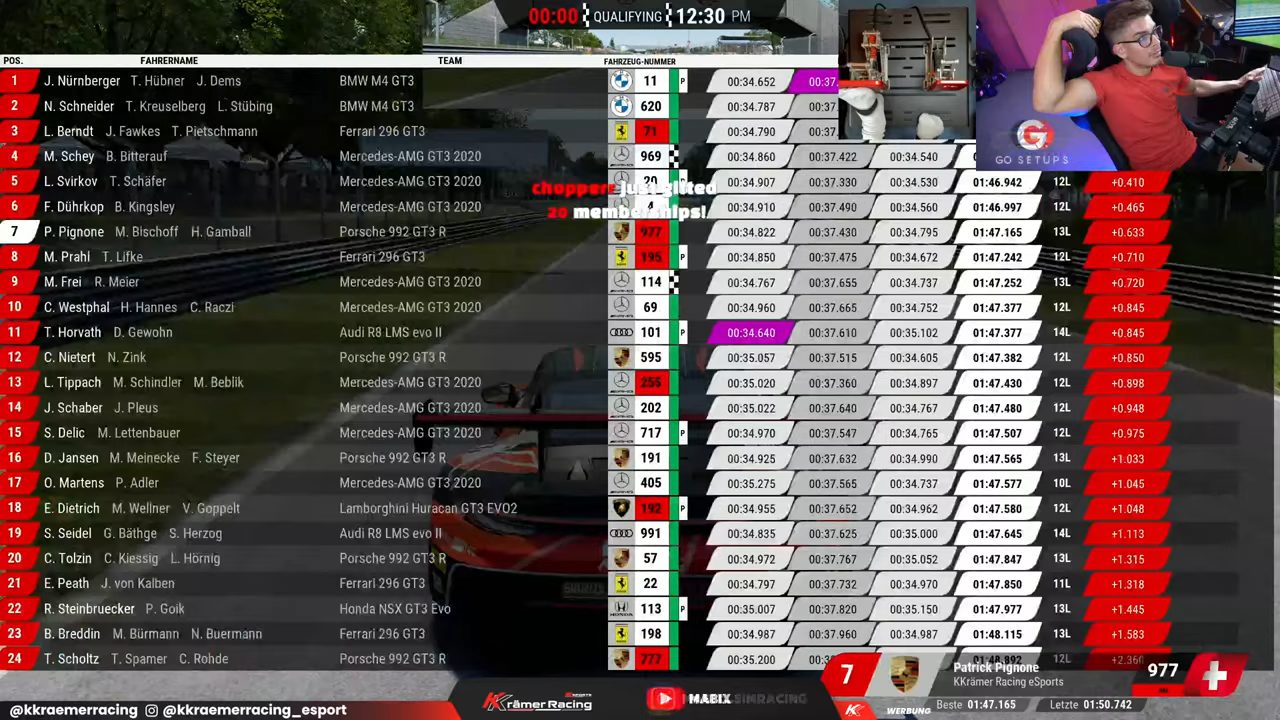 00:00 QUALIFYING 12:30 PM
POS. FAHRERNAME TEAM FAHRZEUG-NUMMER
1 J. Nürnberger T. Hübner J. Dems BMW M4 GT3 11 P 00:34.652 00:37.
2 N. Schneider T. Kreuselberg L. Stübing BMW M4 GT3 620 00:34.787 00:37.
3 L. Berndt J. Fawkes T. Pietschmann Ferrari 296 GT3 71 00:34.790 00:37.
4 M. Schey B. Bitterauf Mercedes-AMG GT3 2020 969 00:34.860 00:37.422 00:34.540
5 L. Svirkov T. Schäfer Mercedes-AMG GT3 2020 20 00:34.907 00:37.330 00:34.530 01:46.942 12L +0.410
6 F. Dührkop B. Kingsley Mercedes-AMG GT3 2020 4 00:34.910 00:37.490 00:34.560 01:46.997 12L +0.465
7 P. Pignone M. Bischoff H. Gamball Porsche 992 GT3 R 977 00:34.822 00:37.430 00:34.795 01:47.165 13L +0.633
8 M. Prahl T. Lifke Ferrari 296 GT3 195 P 00:34.850 00:37.475 00:34.672 01:47.242 12L +0.710
9 M. Frei R. Meier Mercedes-AMG GT3 2020 114 00:34.767 00:37.655 00:34.737 01:47.252 13L +0.720
10 C. Westphal H. Hannes C. Raczi Mercedes-AMG GT3 2020 69 00:34.960 00:37.665 00:34.752 01:47.377 12L +0.845
11 T. Horvath D. Gewohn Audi R8 LMS evo II 101 P 00:34.640 00:37.610 00:35.102 01:47.377 14L +0.845
12 C. Nietert N. Zink Porsche 992 GT3 R 595 00:35.057 00:37.515 00:34.605 01:47.382 12L +0.850
13 L. Tippach M. Schindler M. Beblik Mercedes-AMG GT3 2020 255 00:35.020 00:37.360 00:34.897 01:47.430 12L +0.898
14 J. Schaber J. Pleus Mercedes-AMG GT3 2020 202 00:35.022 00:37.640 00:34.767 01:47.480 12L +0.948
15 S. Delic M. Lettenbauer Mercedes-AMG GT3 2020 717 P 00:34.970 00:37.547 00:34.765 01:47.507 12L +0.975
16 D. Jansen M. Meinecke F. Steyer Porsche 992 GT3 R 191 00:34.925 00:37.632 00:34.990 01:47.565 13L +1.033
17 O. Martens P. Adler Mercedes-AMG GT3 2020 405 00:35.275 00:37.565 00:34.737 01:47.577 10L +1.045
18 E. Dietrich M. Wellner V. Goppelt Lamborghini Huracan GT3 EVO2 192 P 00:34.955 00:37.652 00:34.962 01:47.580 12L +1.048
19 S. Seidel G. Bäthge S. Herzog Audi R8 LMS evo II 991 00:34.835 00:37.625 00:35.000 01:47.645 14L +1.113
20 C. Tolzin C. Kiessig L. Hörnig Porsche 992 GT3 R 57 00:34.972 00:37.767 00:35.052 01:47.847 13L +1.315
21 E. Peath J. von Kalben Ferrari 296 GT3 22 00:34.797 00:37.732 00:34.970 01:47.850 11L +1.318
22 R. Steinbruecker P. Goik Honda NSX GT3 Evo 113 P 00:35.007 00:37.820 00:35.150 01:47.977 13L +1.445
23 B. Breddin M. Bürmann N. Buermann Ferrari 296 GT3 198 00:34.987 00:37.960 00:34.987 01:48.115 13L +1.583
24 T. Scholtz T. Spamer C. Rohde Porsche 992 GT3 R 777 00:35.200 01:48.892 12L +2.360
choppers just gifted
20 memberships!
G
GO SETUPS
7 Patrick Pignone 977
KKrämer Racing eSports
WERBUNG Beste 01:47.165 Letzte 01:50.742
@kkraemerracing @kkraemerracing_esport
KKrämer Racing ESPORTS
MABIX